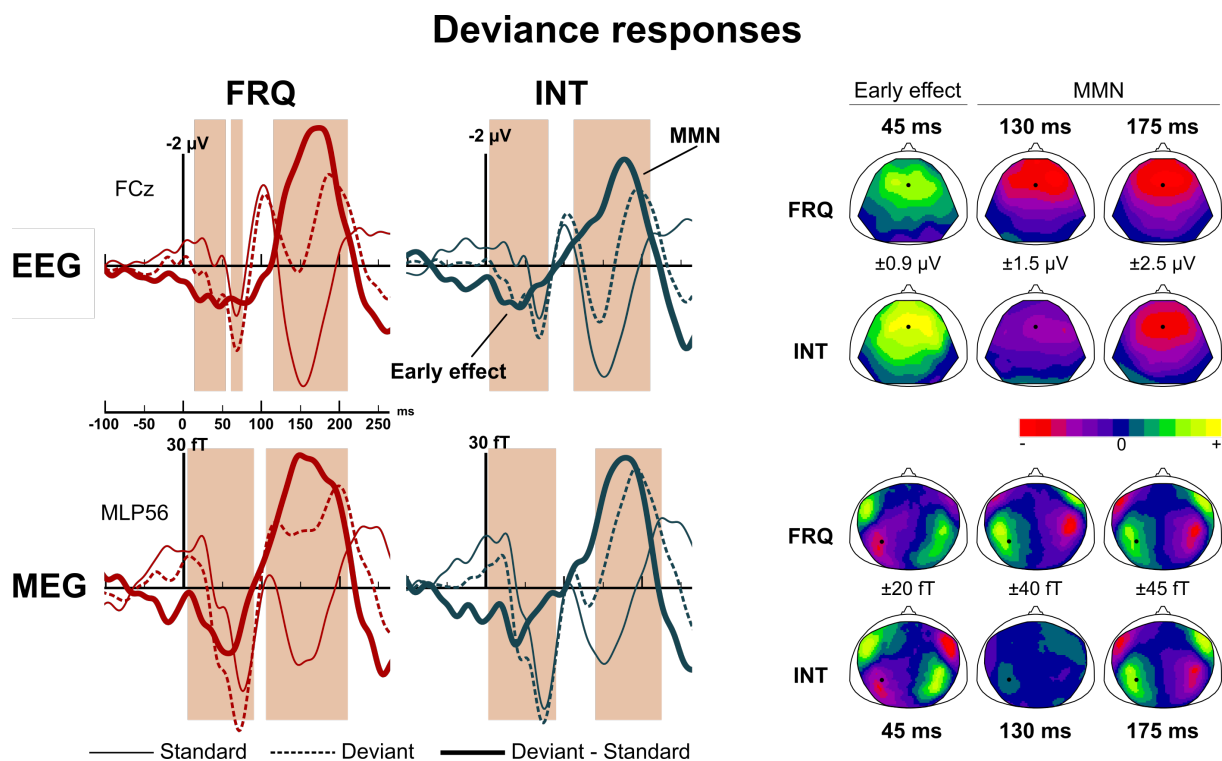 Deviance responses
FRQ
INT
Early effect
MMN
45 ms
130 ms
175 ms
-2 µV
-2 µV
MMN
FCz
FRQ
EEG
±0.9 µV
±1.5 µV
±2.5 µV
INT
Early effect
-100
0
50
100
150
200
250
ms
-
0
+
30 fT
30 fT
MLP56
FRQ
MEG
±20 fT
±40 fT
±45 fT
INT
45 ms
130 ms
175 ms
Standard
Deviant
Deviant - Standard